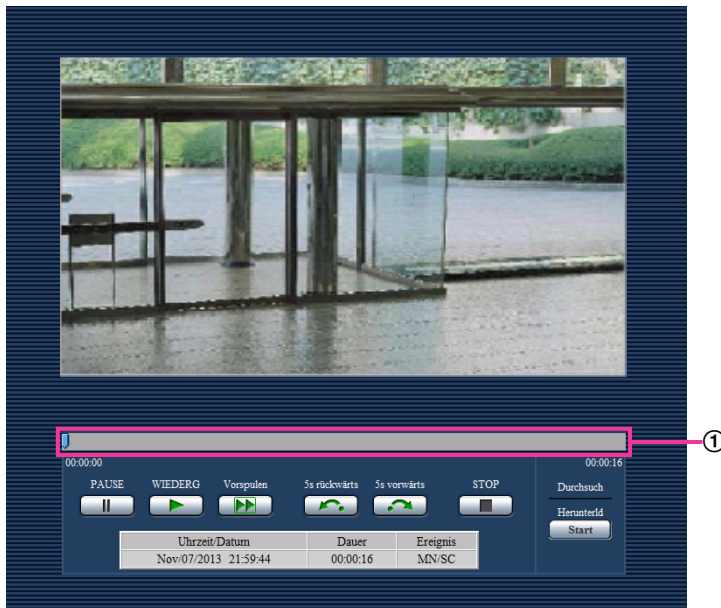 ①
00:00:00 00:00:16
PAUSE WIEDERG Vorspulen 5s rückwärts 5s vorwärts STOP
Durchsuch
Herunterld
Start
Uhrzeit/Datum Dauer Ereignis
Nov/07/2013 21:59:44 00:00:16 MN/SC